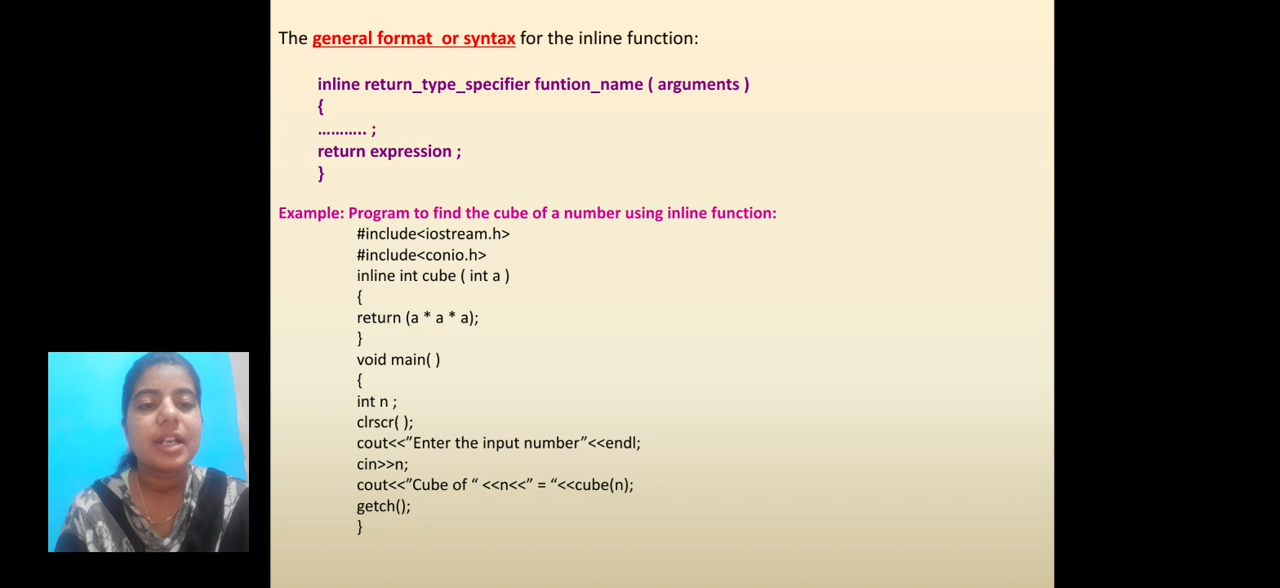 The general format or syntax for the inline function:
inline return_type_specifier funtion_name ( arguments )
{
……….. ;
return expression ;
}
Example: Program to find the cube of a number using inline function:
#include<iostream.h>
#include<conio.h>
inline int cube ( int a )
{
return (a * a * a);
}
void main( )
{
int n ;
clrscr( );
cout<<”Enter the input number”<<endl;
cin>>n;
cout<<”Cube of “ <<n<<” = “<<cube(n);
getch();
}